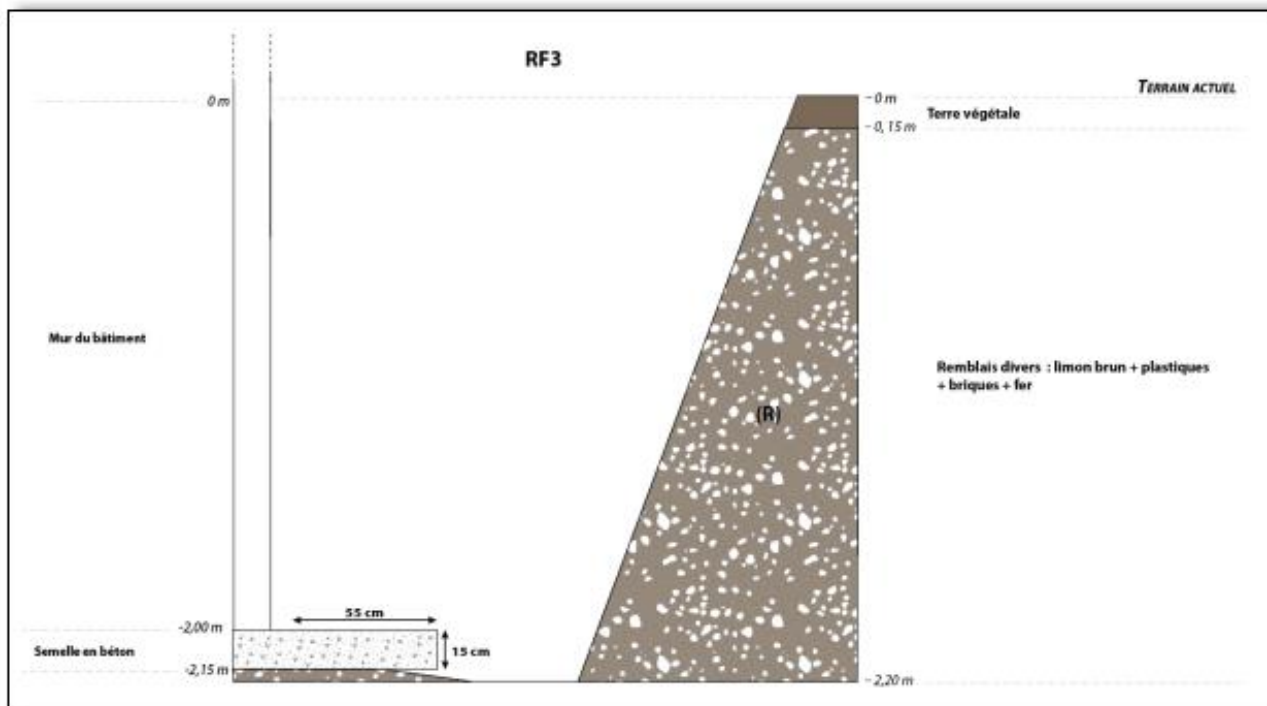 RF3
TERRAIN ACTUEL
0 m
0 m
Terre végétale
0,15 m
Mur du bâtiment
Remblais divers : limon brun + plastiques
+ briques + fer
(R)
55 cm
-2,00 m
Semelle en béton
15 cm
-2,15 m
2,20 m